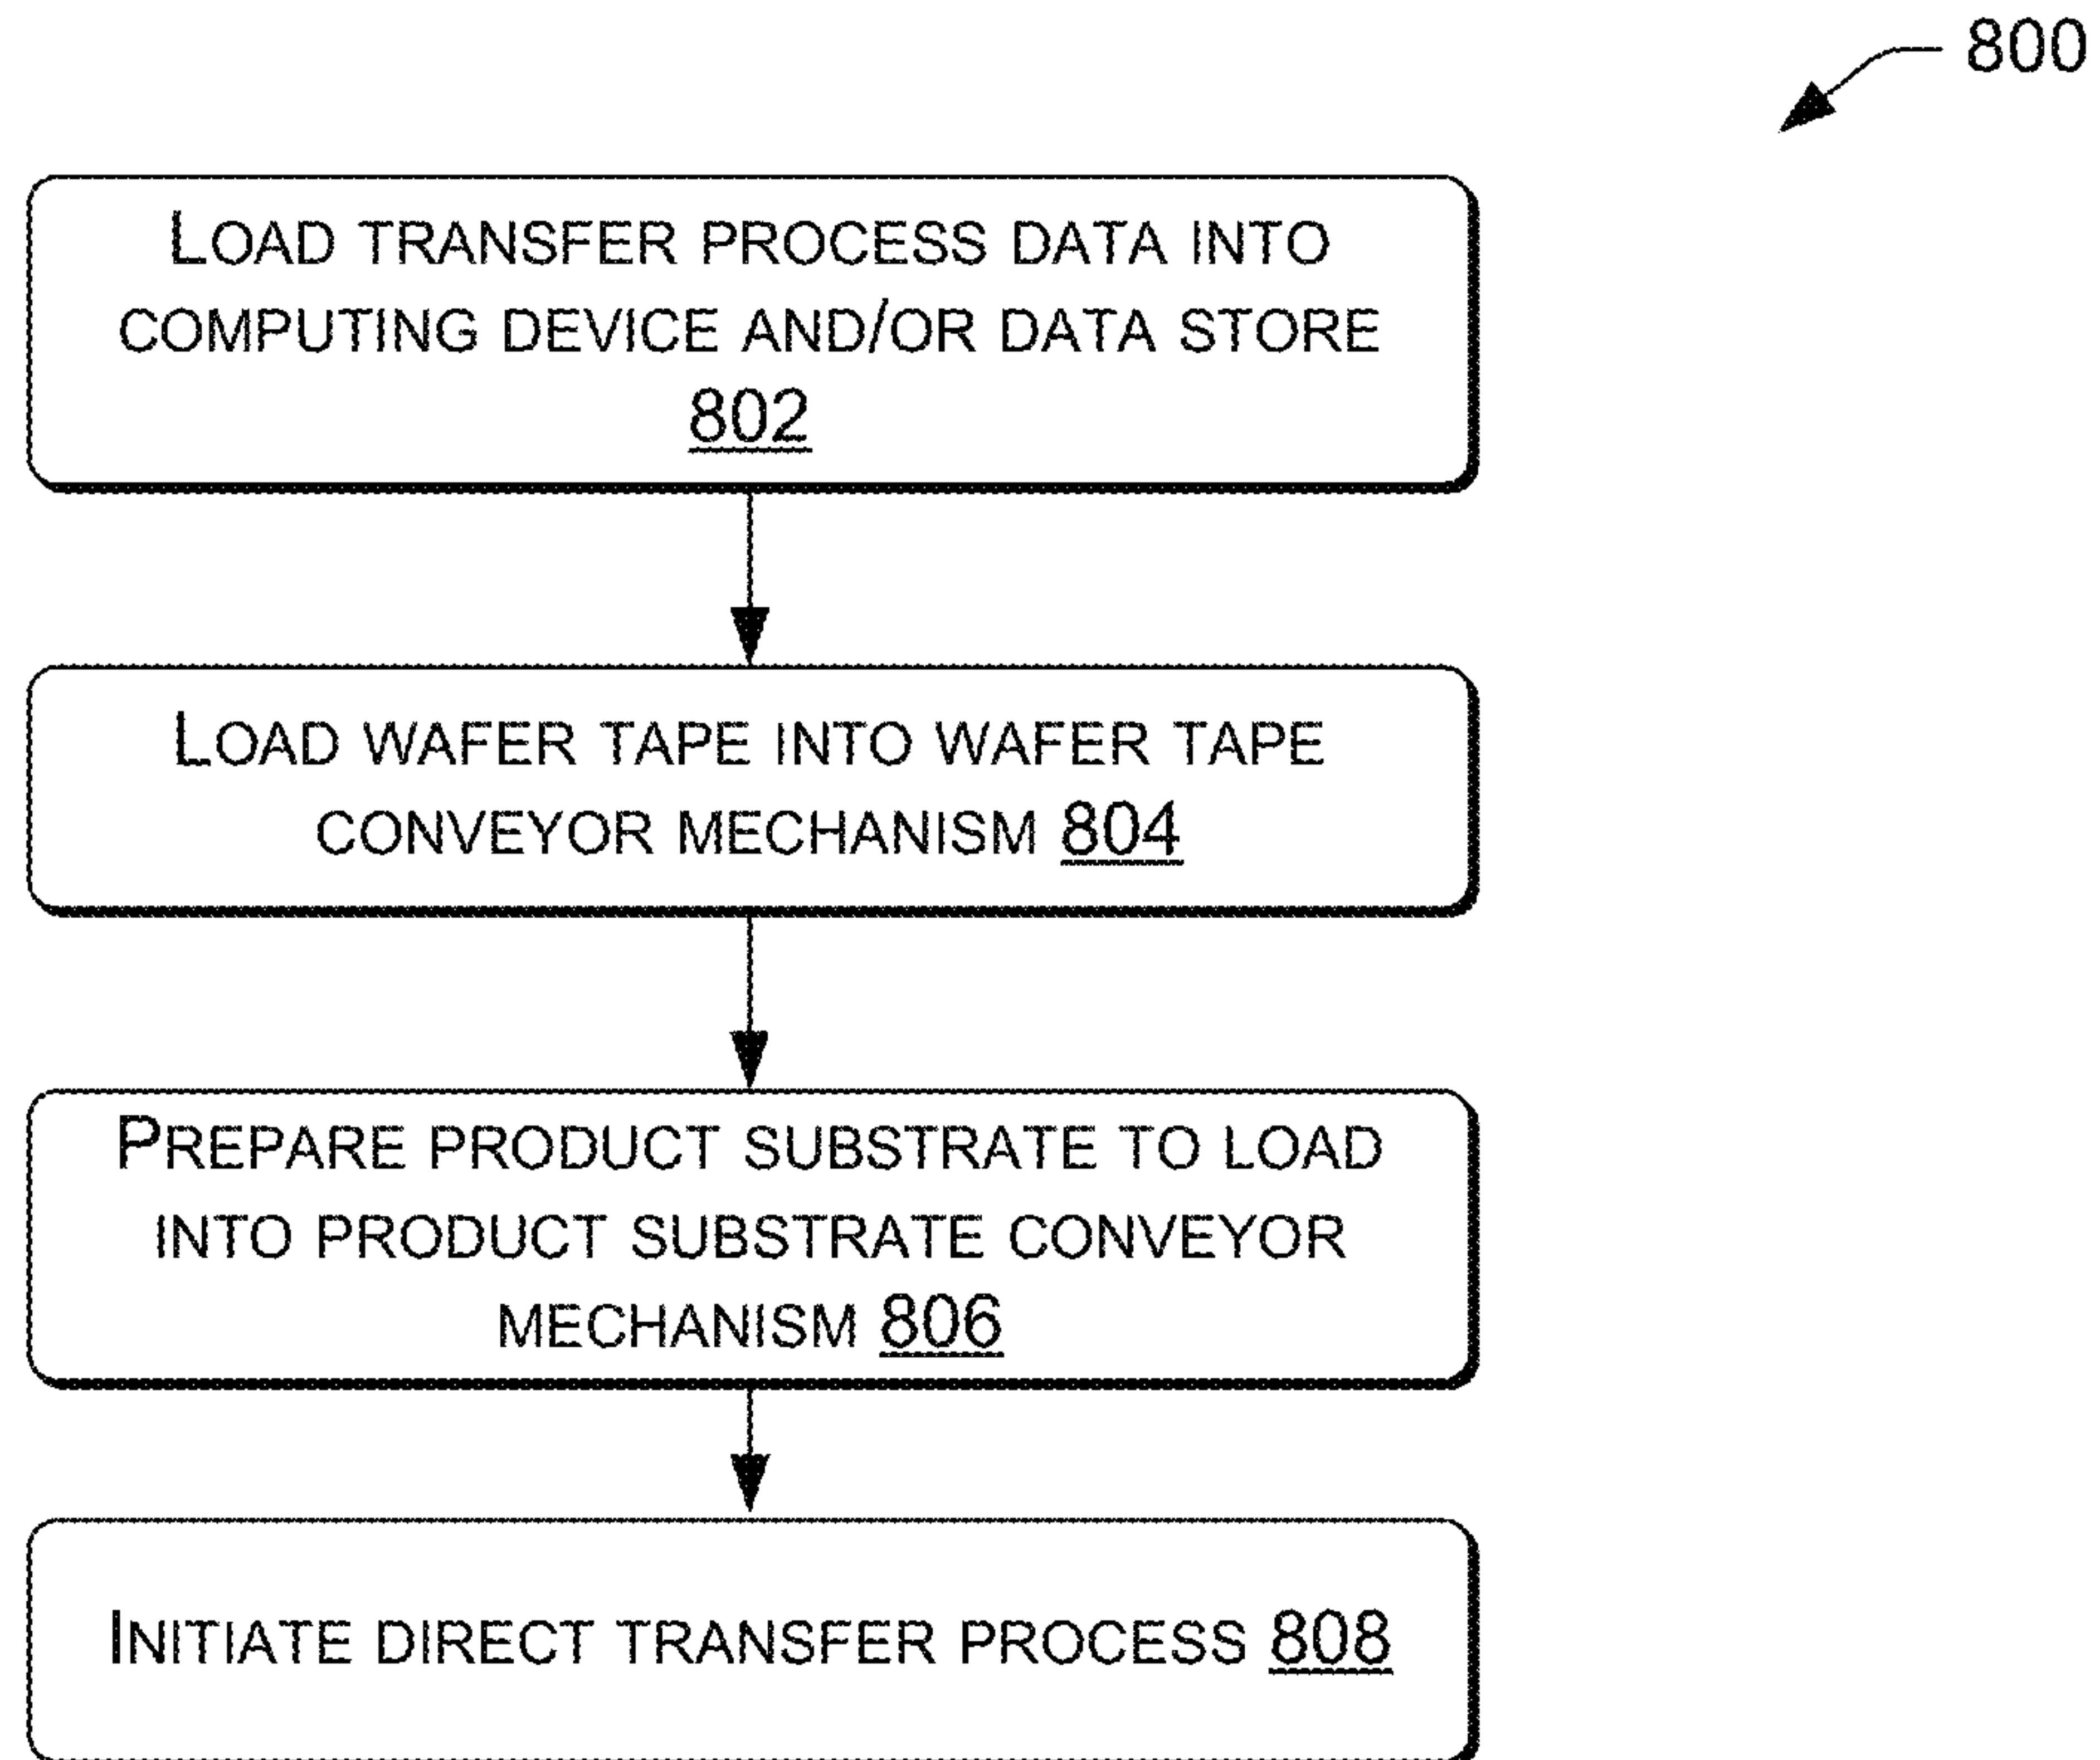 800
LOAD TRANSFER PROCESS DATA INTO
COMPUTING DEVICE AND/OR DATA STORE
802
LOAD WAFER TAPE INTO WAFER TAPE
CONVEYOR MECHANISM 804
PREPARE PRODUCT SUBSTRATE TO LOAD
INTO PRODUCT SUBSTRATE CONVEYOR
MECHANISM 806
INITIATE DIRECT TRANSFER PROCESS 808